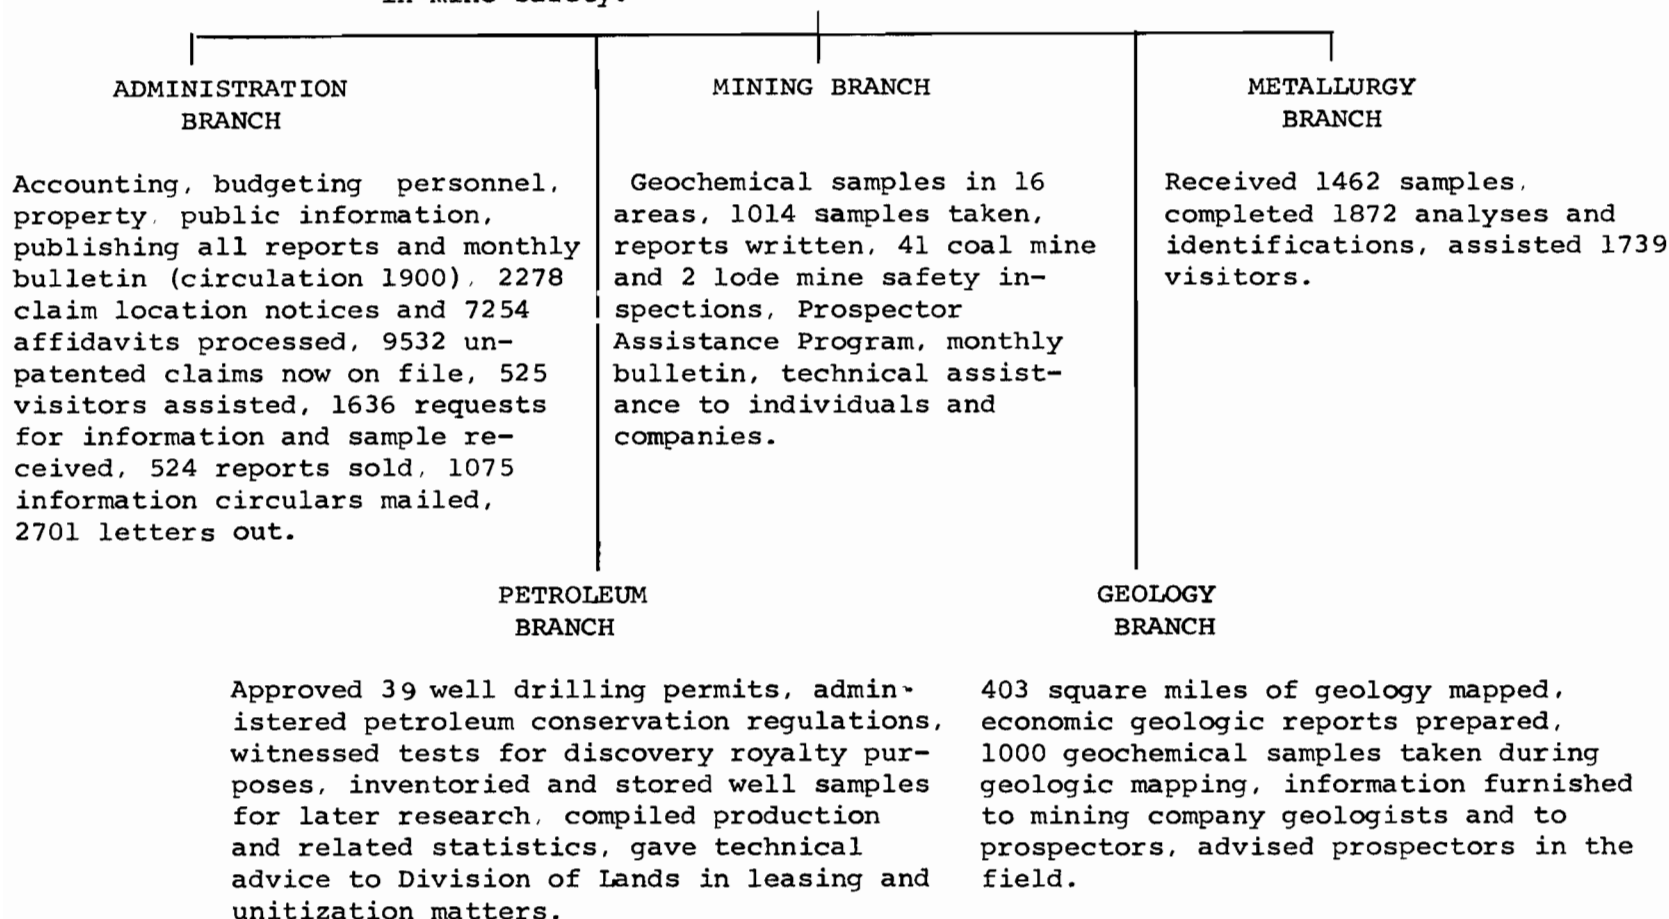 ADMINISTRATION
BRANCH
Accounting, budgeting personnel,
property, public information,
publishing all reports and monthly
bulletin (circulation 1900), 2278
claim location notices and 7254
affidavits processed, 9532 un-
patented claims now on file, 525
visitors assisted, 1636 requests
for information and sample re-
ceived, 524 reports sold, 1075
information circulars mailed,
2701 letters out.
MINING BRANCH
Geochemical samples in 16
areas, 1014 samples taken,
reports written, 41 coal mine
and 2 lode mine safety in-
spections, Prospector
Assistance Program, monthly
bulletin, technical assist-
ance to individuals and
companies.
METALLURGY
BRANCH
Received 1462 samples,
completed 1872 analyses and
identifications, assisted 1739
visitors.
PETROLEUM
BRANCH
Approved 39 well drilling permits, admin-
istered petroleum conservation regulations,
witnessed tests for discovery royalty pur-
poses, inventoried and stored well samples
for later research, compiled production
and related statistics, gave technical
advice to Division of Lands in leasing and
unitization matters.
GEOLOGY
BRANCH
403 square miles of geology mapped,
economic geologic reports prepared,
1000 geochemical samples taken during
geologic mapping, information furnished
to mining company geologists and to
prospectors, advised prospectors in the
field.